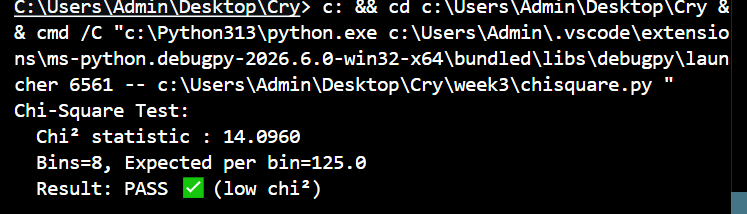 C:\Users\Admin\Desktop\Cry> c: && cd c:\Users\Admin\Desktop\Cry &
& cmd /C "c:\Python313\python.exe c:\Users\Admin\.vscode\extensio
ns\ms-python.debugpy-2026.6.0-win32-x64\bundled\libs\debugpy\laun
cher 6561 -- c:\Users\Admin\Desktop\Cry\week3\chisquare.py "
Chi-Square Test:
  Chi² statistic : 14.0960
  Bins=8, Expected per bin=125.0
  Result: PASS ✅ (low chi²)